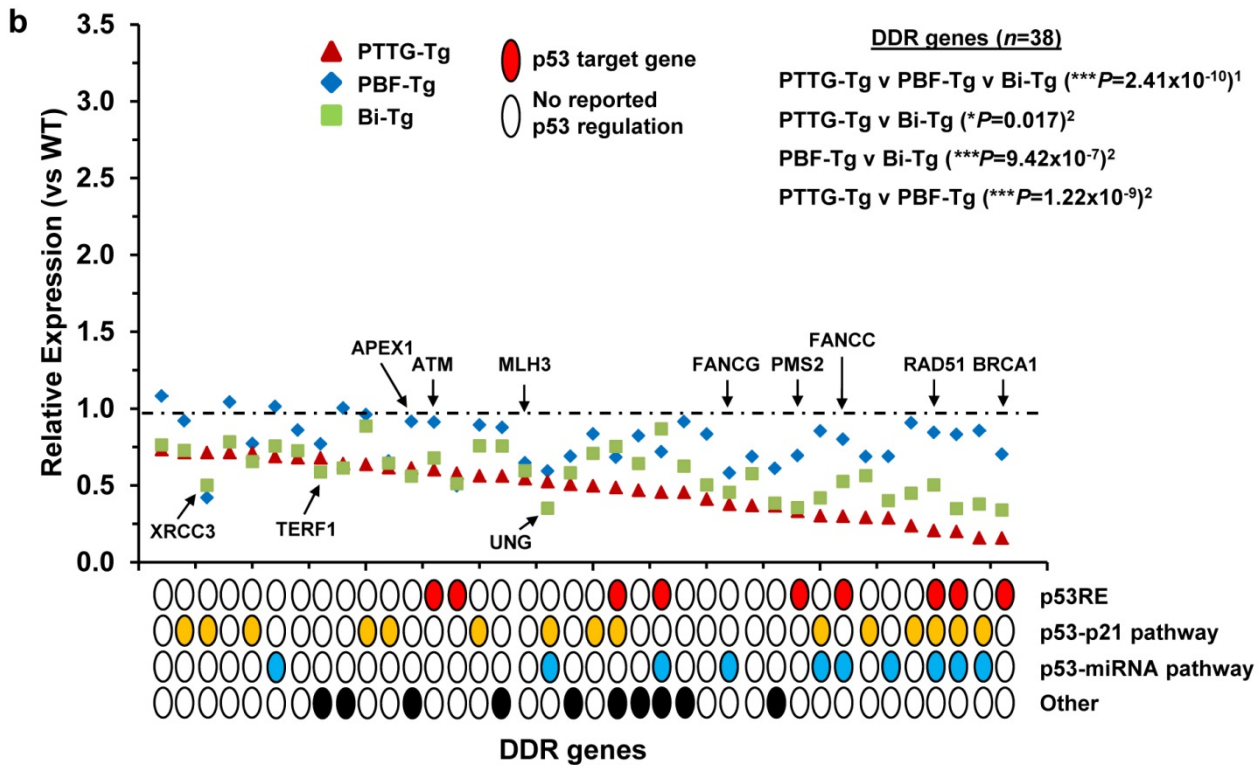 b
3.5
3.0
2.5
2.0
1.5
1.0
0.5
0.0
Relative Expression (vs WT)
PTTG-Tg
PBF-Tg
Bi-Tg
p53 target gene
No reported
p53 regulation
DDR genes (n=38)
PTTG-Tg v PBF-Tg v Bi-Tg (***P=2.41x10⁻¹⁰)¹
PTTG-Tg v Bi-Tg (*P=0.017)²
PBF-Tg v Bi-Tg (***P=9.42x10⁻⁷)²
PTTG-Tg v PBF-Tg (***P=1.22x10⁻⁹)²
APEX1
ATM
MLH3
FANCG
PMS2
FANCC
RAD51
BRCA1
XRCC3
TERF1
UNG
p53RE
p53-p21 pathway
p53-miRNA pathway
Other
DDR genes